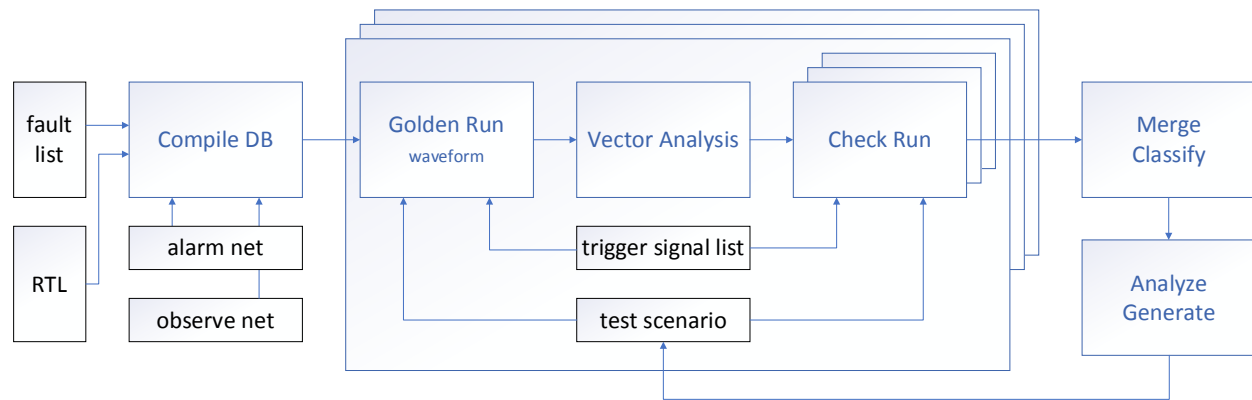 fault
list
Compile DB
Golden Run
waveform
Vector Analysis
Check Run
Merge
Classify
RTL
alarm net
trigger signal list
observe net
test scenario
Analyze
Generate